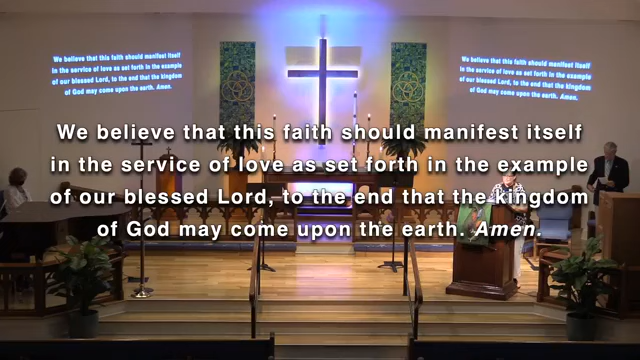 We believe that this faith should manifest itself
in the service of love as set forth in the example
of our blessed Lord, to the end that the kingdom
of God may come upon the earth. Amen.
We believe that this faith should manifest itself
in the service of love as set forth in the example
of our blessed Lord, to the end that the kingdom
of God may come upon the earth. Amen.
We believe that this faith should manifest itself
in the service of love as set forth in the example
of our blessed Lord, to the end that the kingdom
of God may come upon the earth. Amen.